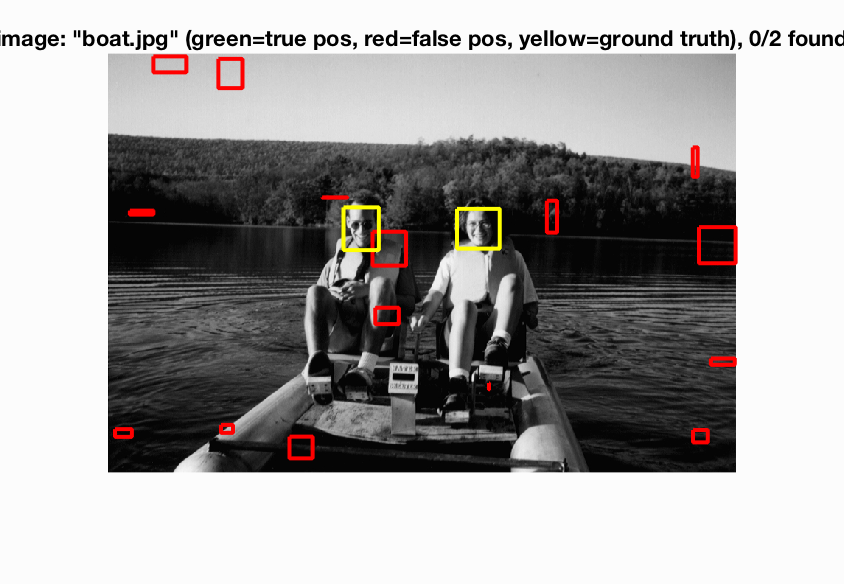 image: "boat.jpg" (green=true pos, red=false pos, yellow=ground truth), 0/2 found